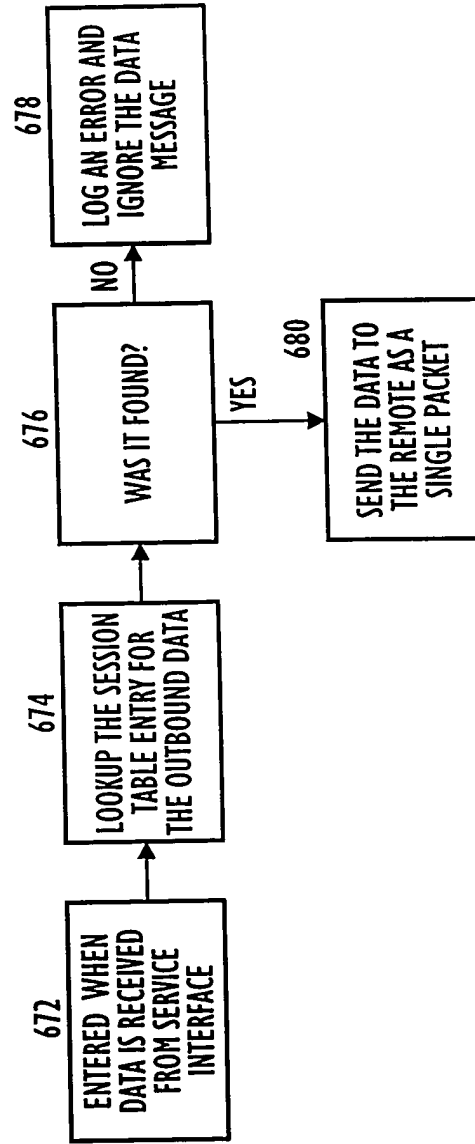 672
ENTERED WHEN
DATA IS RECEIVED
FROM SERVICE
INTERFACE
674
LOOKUP THE SESSION
TABLE ENTRY FOR
THE OUTBOUND DATA
676
WAS IT FOUND?
NO
678
LOG AN ERROR AND
IGNORE THE DATA
MESSAGE
YES
680
SEND THE DATA TO
THE REMOTE AS A
SINGLE PACKET